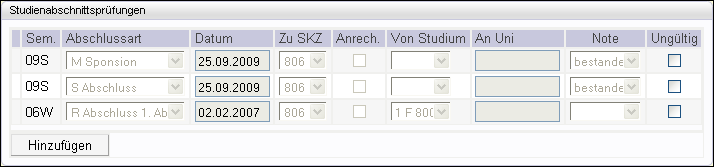 Studienabschnittsprüfungen
Sem. Abschlussart Datum Zu SKZ Anrech. Von Studium An Uni Note Ungültig
09S M Sponsion 25.09.2009 806 bestande
09S S Abschluss 25.09.2009 806 bestande
06W R Abschluss 1. Ab 02.02.2007 806 1 F 800
Hinzufügen